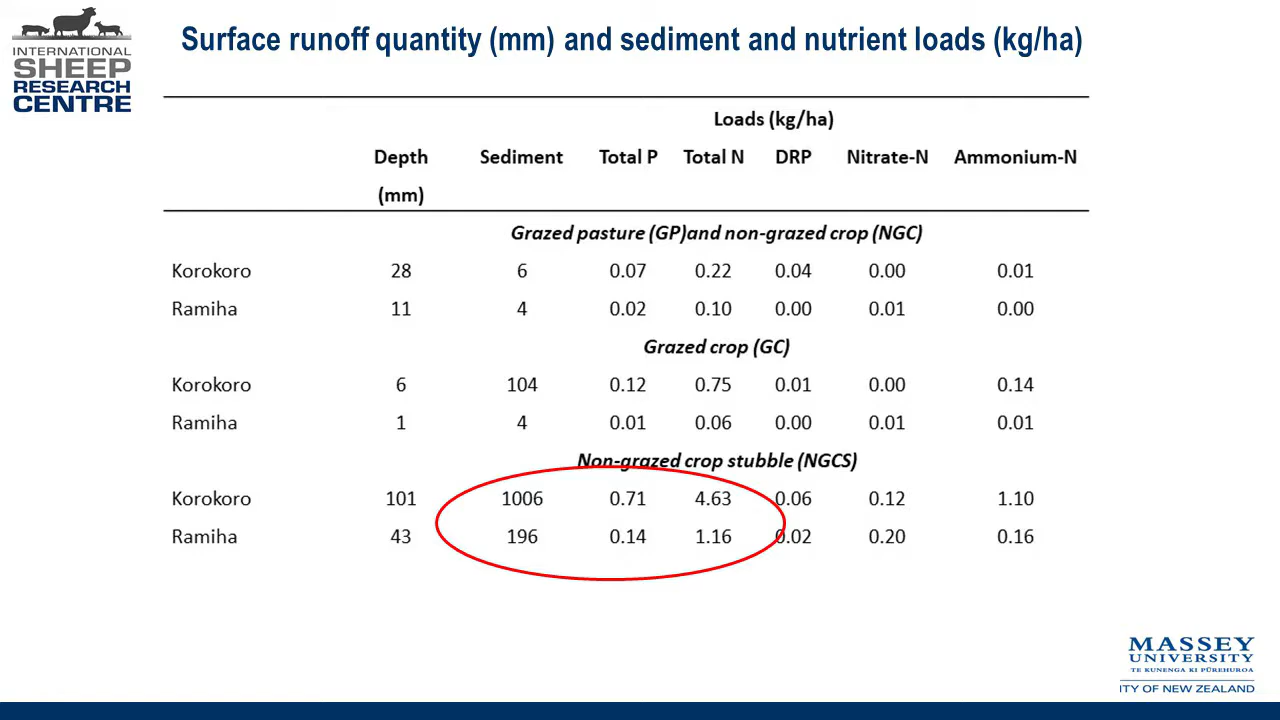 INTERNATIONAL
SHEEP
RESEARCH
CENTRE
Surface runoff quantity (mm) and sediment and nutrient loads (kg/ha)
Loads (kg/ha)
Depth Sediment Total P Total N DRP Nitrate-N Ammonium-N
(mm)
Grazed pasture (GP)and non-grazed crop (NGC)
Korokoro 28 6 0.07 0.22 0.04 0.00 0.01
Ramiha 11 4 0.02 0.10 0.00 0.01 0.00
Grazed crop (GC)
Korokoro 6 104 0.12 0.75 0.01 0.00 0.14
Ramiha 1 4 0.01 0.06 0.00 0.01 0.01
Non-grazed crop stubble (NGCS)
Korokoro 101 1006 0.71 4.63 0.06 0.12 1.10
Ramiha 43 196 0.14 1.16 0.02 0.20 0.16
MASSEY
UNIVERSITY
TE KUNENGA KI PŪREHUROA
ITY OF NEW ZEALAND